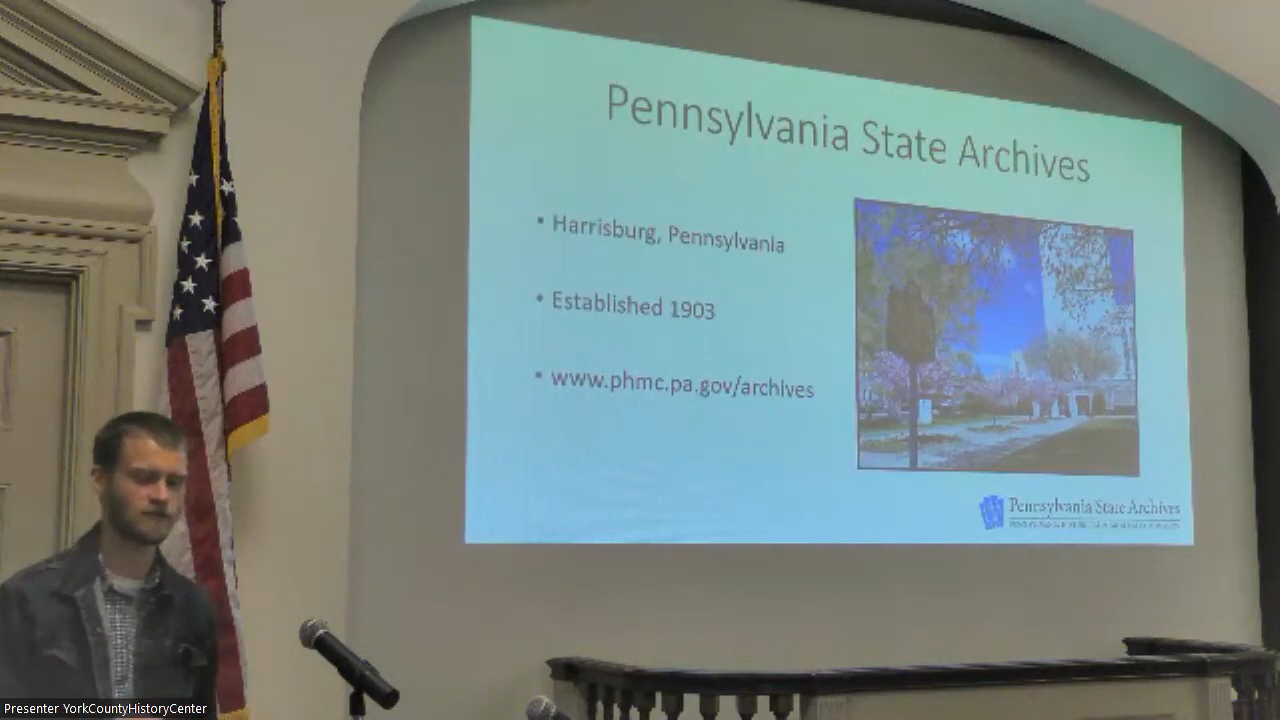 Pennsylvania State Archives
• Harrisburg, Pennsylvania
• Established 1903
• www.phmc.pa.gov/archives
Pennsylvania State Archives
Presenter YorkCountyHistoryCenter